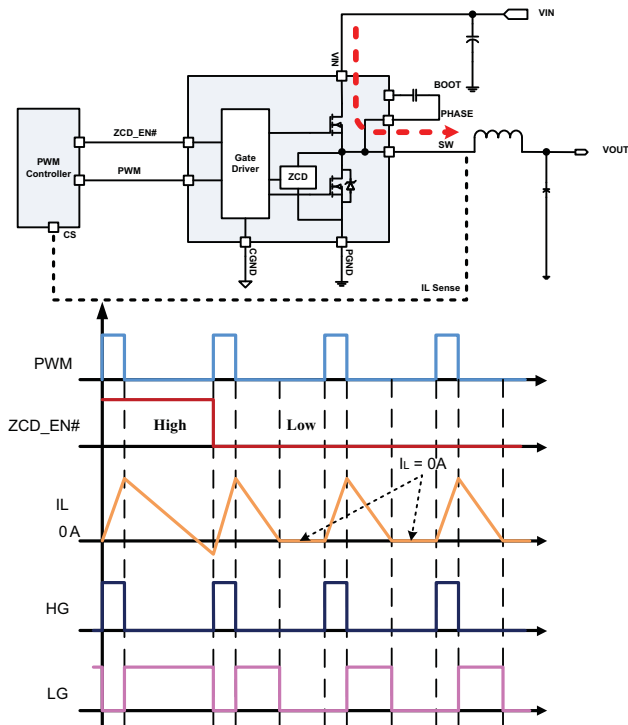 VIN
VIN
BOOT
PHASE
ZCD_EN#
SW
VOUT
PWM
Controller
Gate
Driver
ZCD
PWM
CS
CGND
PGND
IL Sense
PWM
ZCD_EN#
High
Low
IL = 0A
IL
0 A
HG
LG